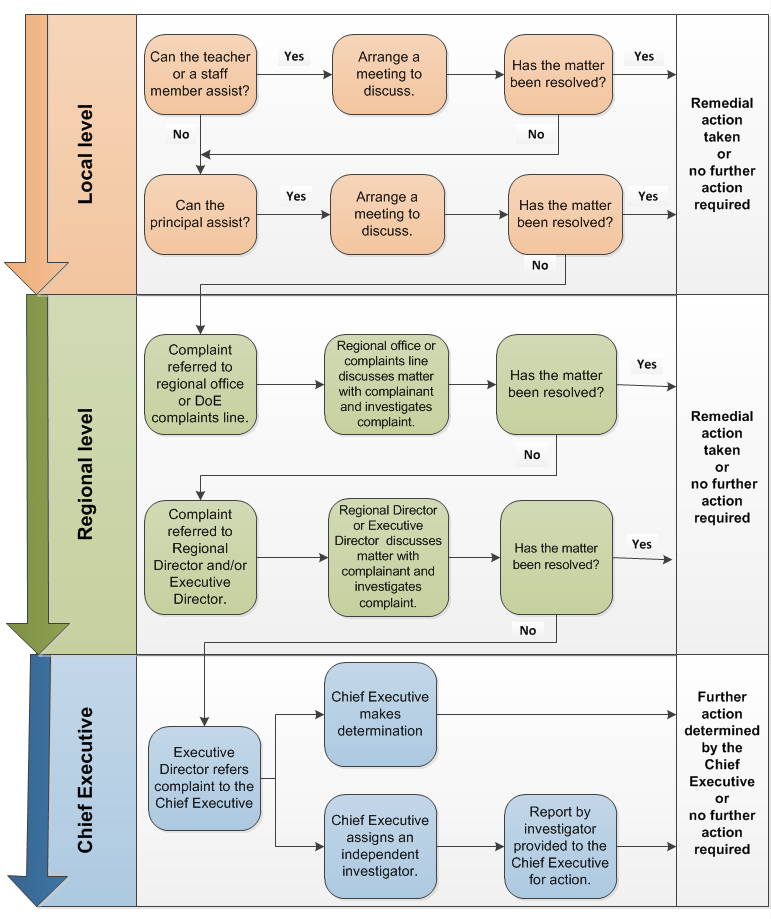 Local level
Can the teacher
or a staff
member assist?
Yes
Arrange a
meeting to
discuss.
Has the matter
been resolved?
Yes
No
No
Can the
principal assist?
Yes
Arrange a
meeting to
discuss.
Has the matter
been resolved?
Yes
No
Remedial
action
taken
or
no further
action
required
Regional level
Complaint
referred to
regional office
or DoE
complaints line.
Regional office or
complaints line
discusses matter
with complainant
and investigates
complaint.
Has the matter
been resolved?
Yes
No
Complaint
referred to
Regional
Director and/or
Executive
Director.
Regional Director
or Executive
Director discusses
matter with
complainant and
investigates
complaint.
Has the matter
been resolved?
Yes
No
Remedial
action
taken
or
no further
action
required
Chief Executive
Executive
Director refers
complaint to the
Chief Executive
Chief Executive
makes
determination
Chief Executive
assigns an
independent
investigator.
Report by
investigator
provided to the
Chief Executive
for action.
Further
action
determined
by the
Chief
Executive
or
no further
action
required